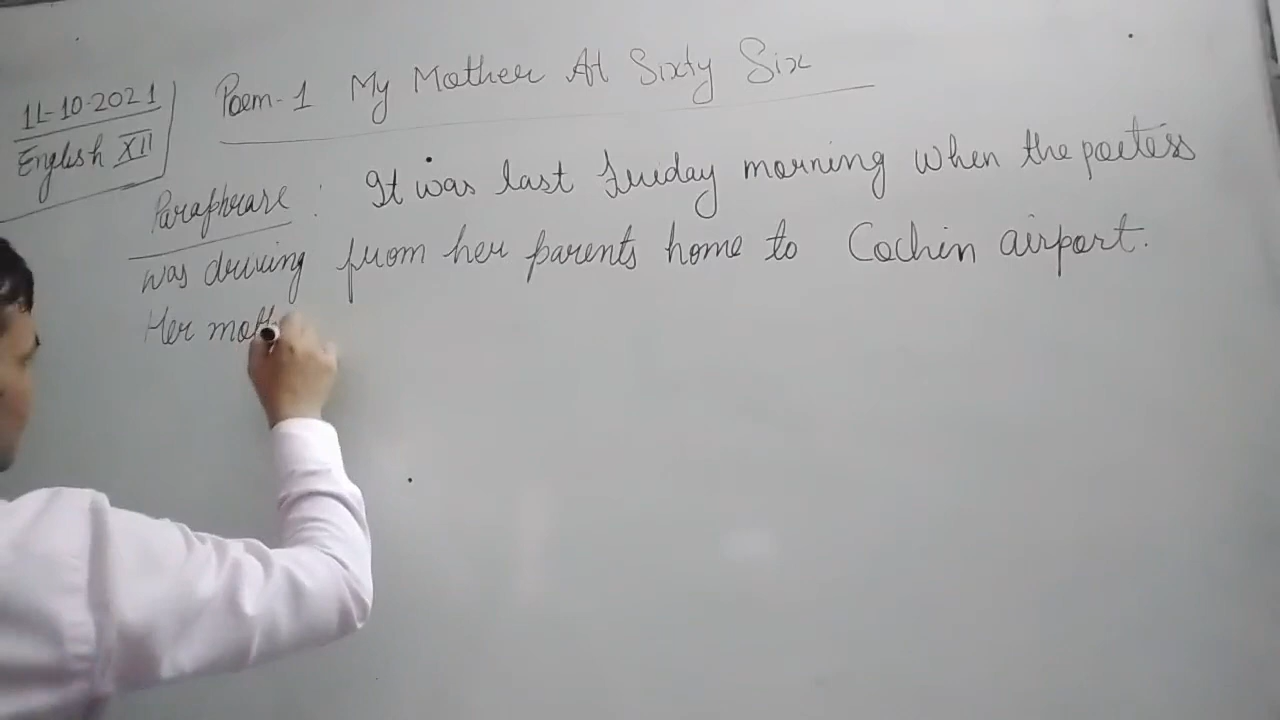 11-10-2021
English XII
Poem-1 My Mother At Sixty Six
Paraphrase : It was last Friday morning when the poetess
was driving from her parents home to Cochin airport.
Her moth